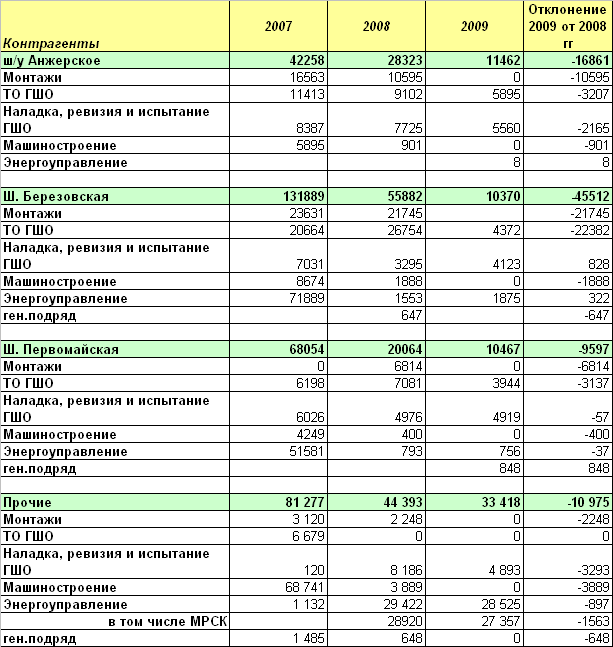 Контрагенты 2007 2008 2009 Отклонение 2009 от 2008 гг
ш/у Анжерское 42258 28323 11462 -16861
Монтажи 16563 10595 0 -10595
ТО ГШО 11413 9102 5895 -3207
Наладка, ревизия и испытание
ГШО 8387 7725 5560 -2165
Машиностроение 5895 901 0 -901
Энергоуправление 8 8
Ш. Березовская 131889 55882 10370 -45512
Монтажи 23631 21745 -21745
ТО ГШО 20664 26754 4372 -22382
Наладка, ревизия и испытание
ГШО 7031 3295 4123 828
Машиностроение 8674 1888 0 -1888
Энергоуправление 71889 1553 1875 322
ген.подряд 647 -647
Ш. Первомайская 68054 20064 10467 -9597
Монтажи 0 6814 0 -6814
ТО ГШО 6198 7081 3944 -3137
Наладка, ревизия и испытание
ГШО 6026 4976 4919 -57
Машиностроение 4249 400 0 -400
Энергоуправление 51581 793 756 -37
ген.подряд 848 848
Прочие 81 277 44 393 33 418 -10 975
Монтажи 3 120 2 248 0 -2248
ТО ГШО 6 679 0 0 0
Наладка, ревизия и испытание
ГШО 120 8 186 4 893 -3293
Машиностроение 68 741 3 889 0 -3889
Энергоуправление 1 132 29 422 28 525 -897
в том числе МРСК 28920 27 357 -1563
ген.подряд 1 485 648 0 -648